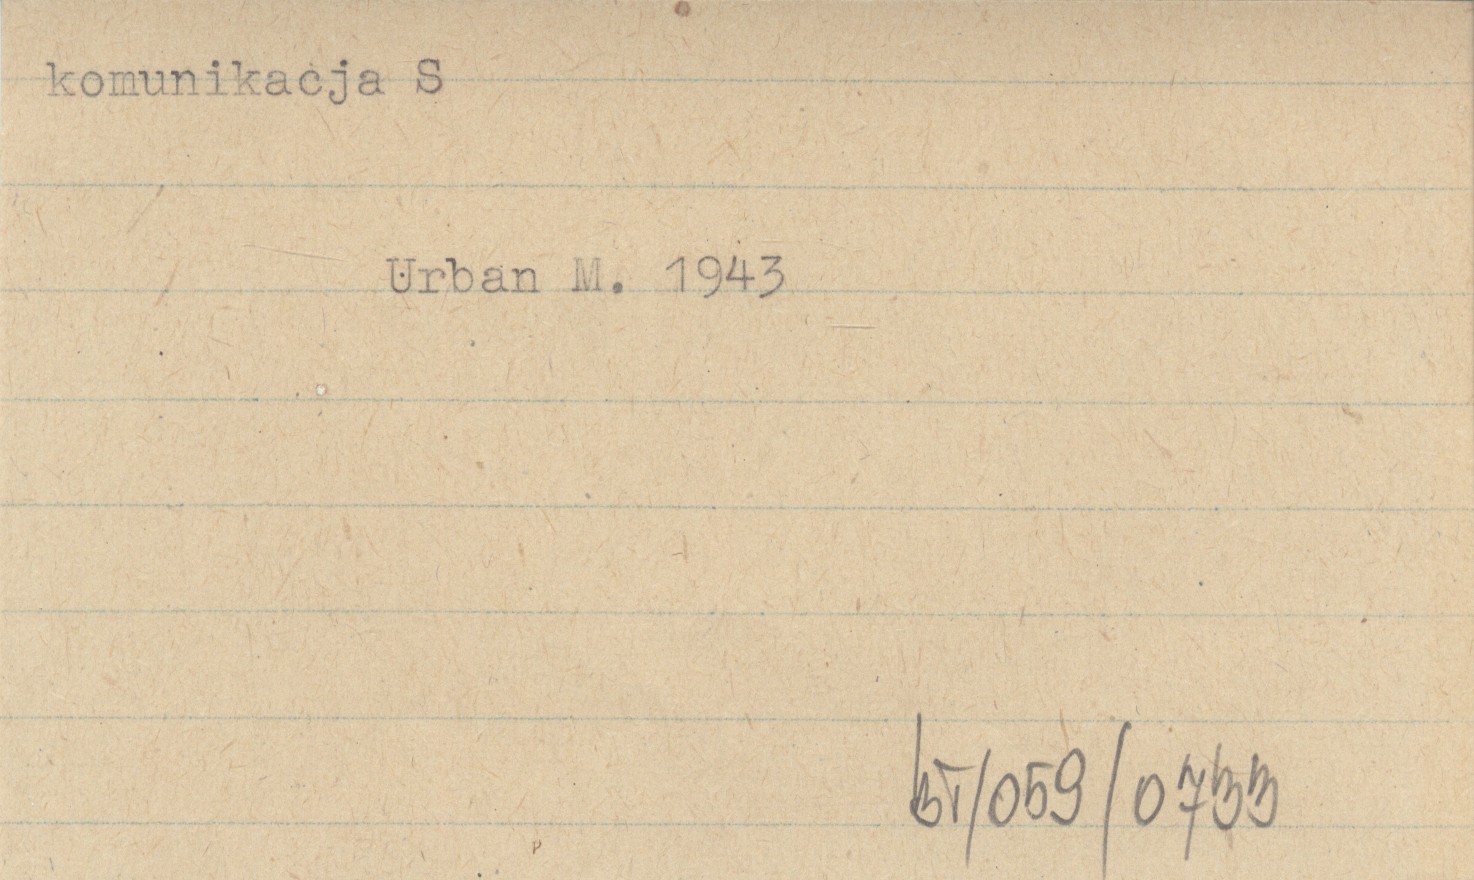 komunikacja S
Urban M. 1943
bT/059/0733
P